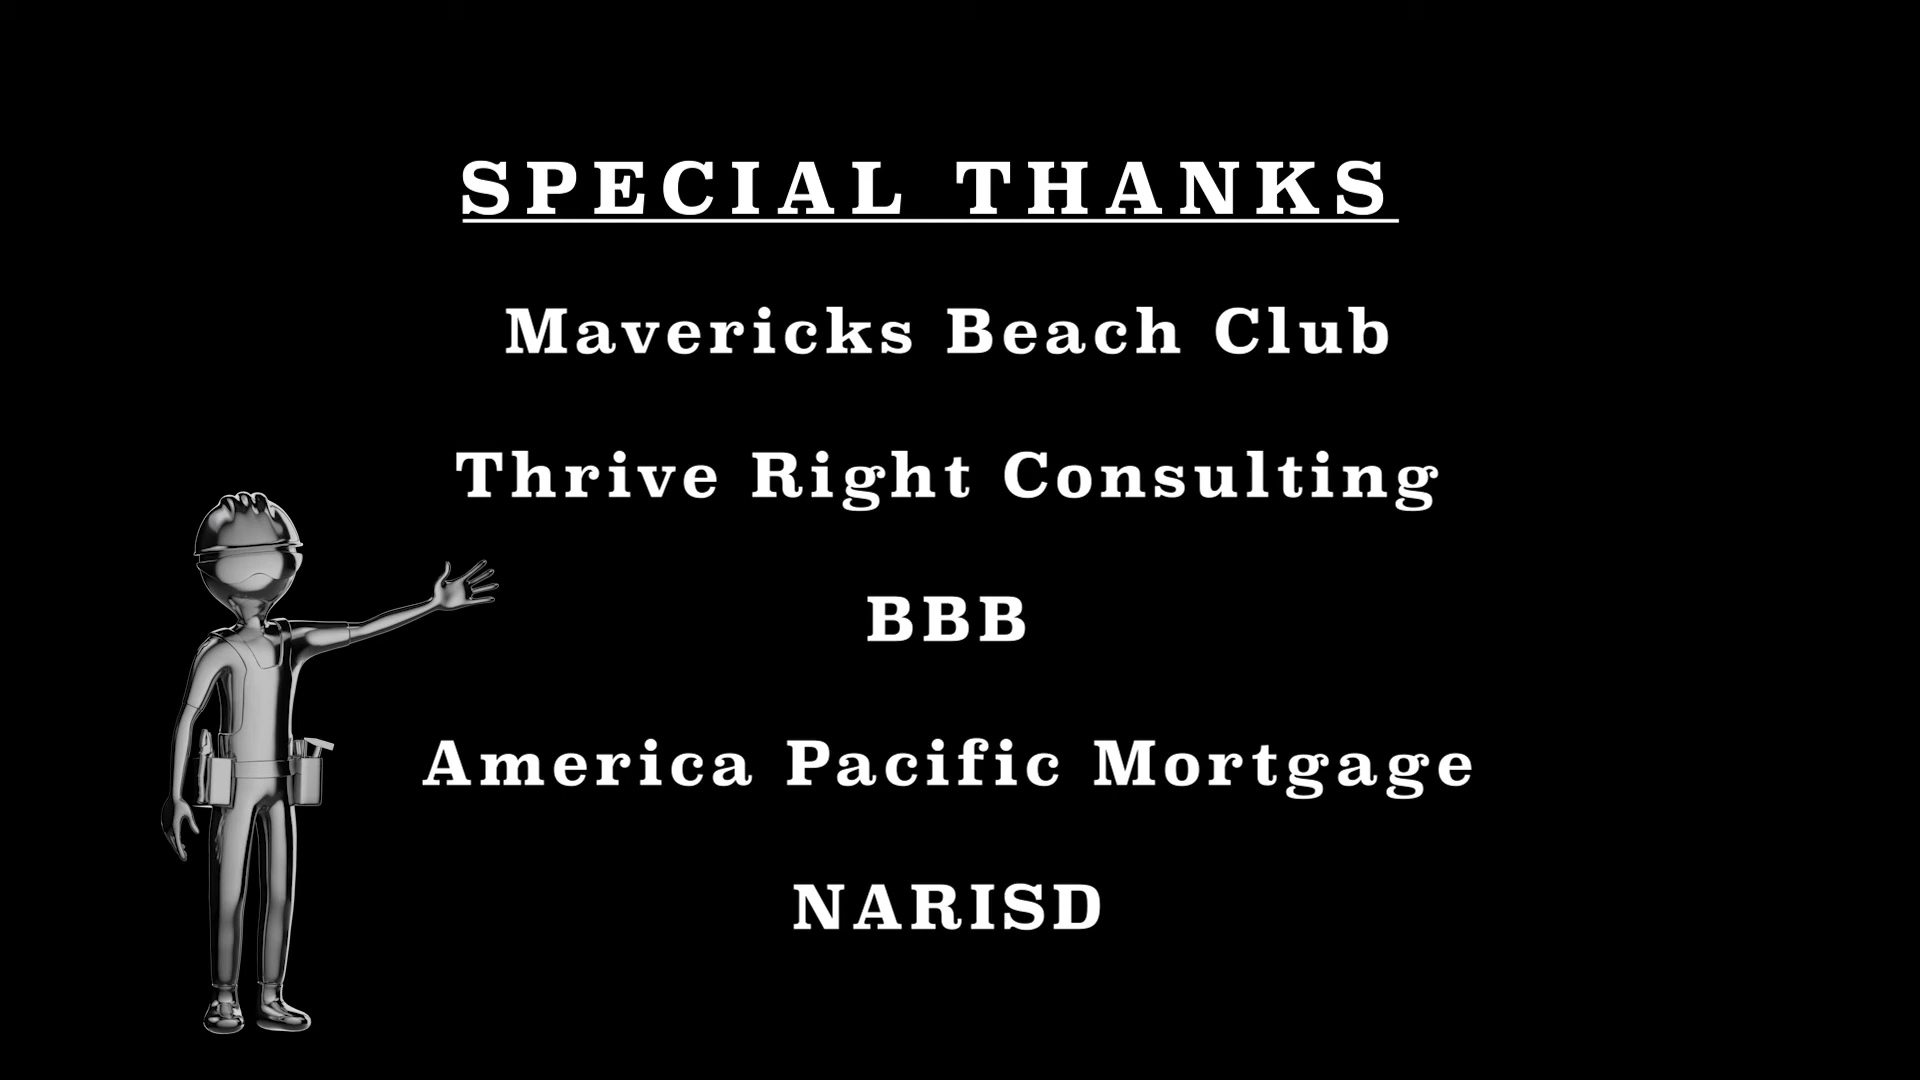 SPECIAL THANKS
Mavericks Beach Club
Thrive Right Consulting
BBB
America Pacific Mortgage
NARISD